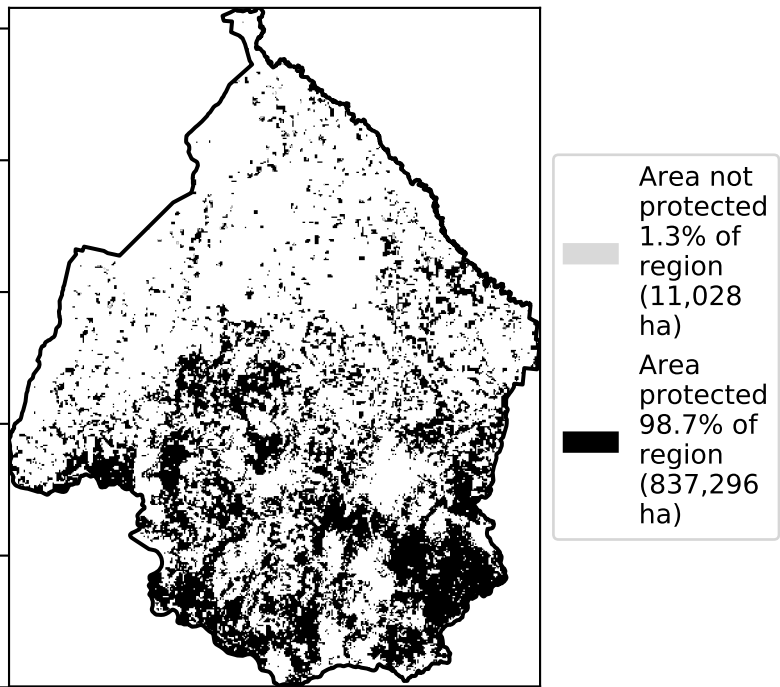 Area not
protected
1.3% of
region
(11,028
ha)
Area
protected
98.7% of
region
(837,296
ha)